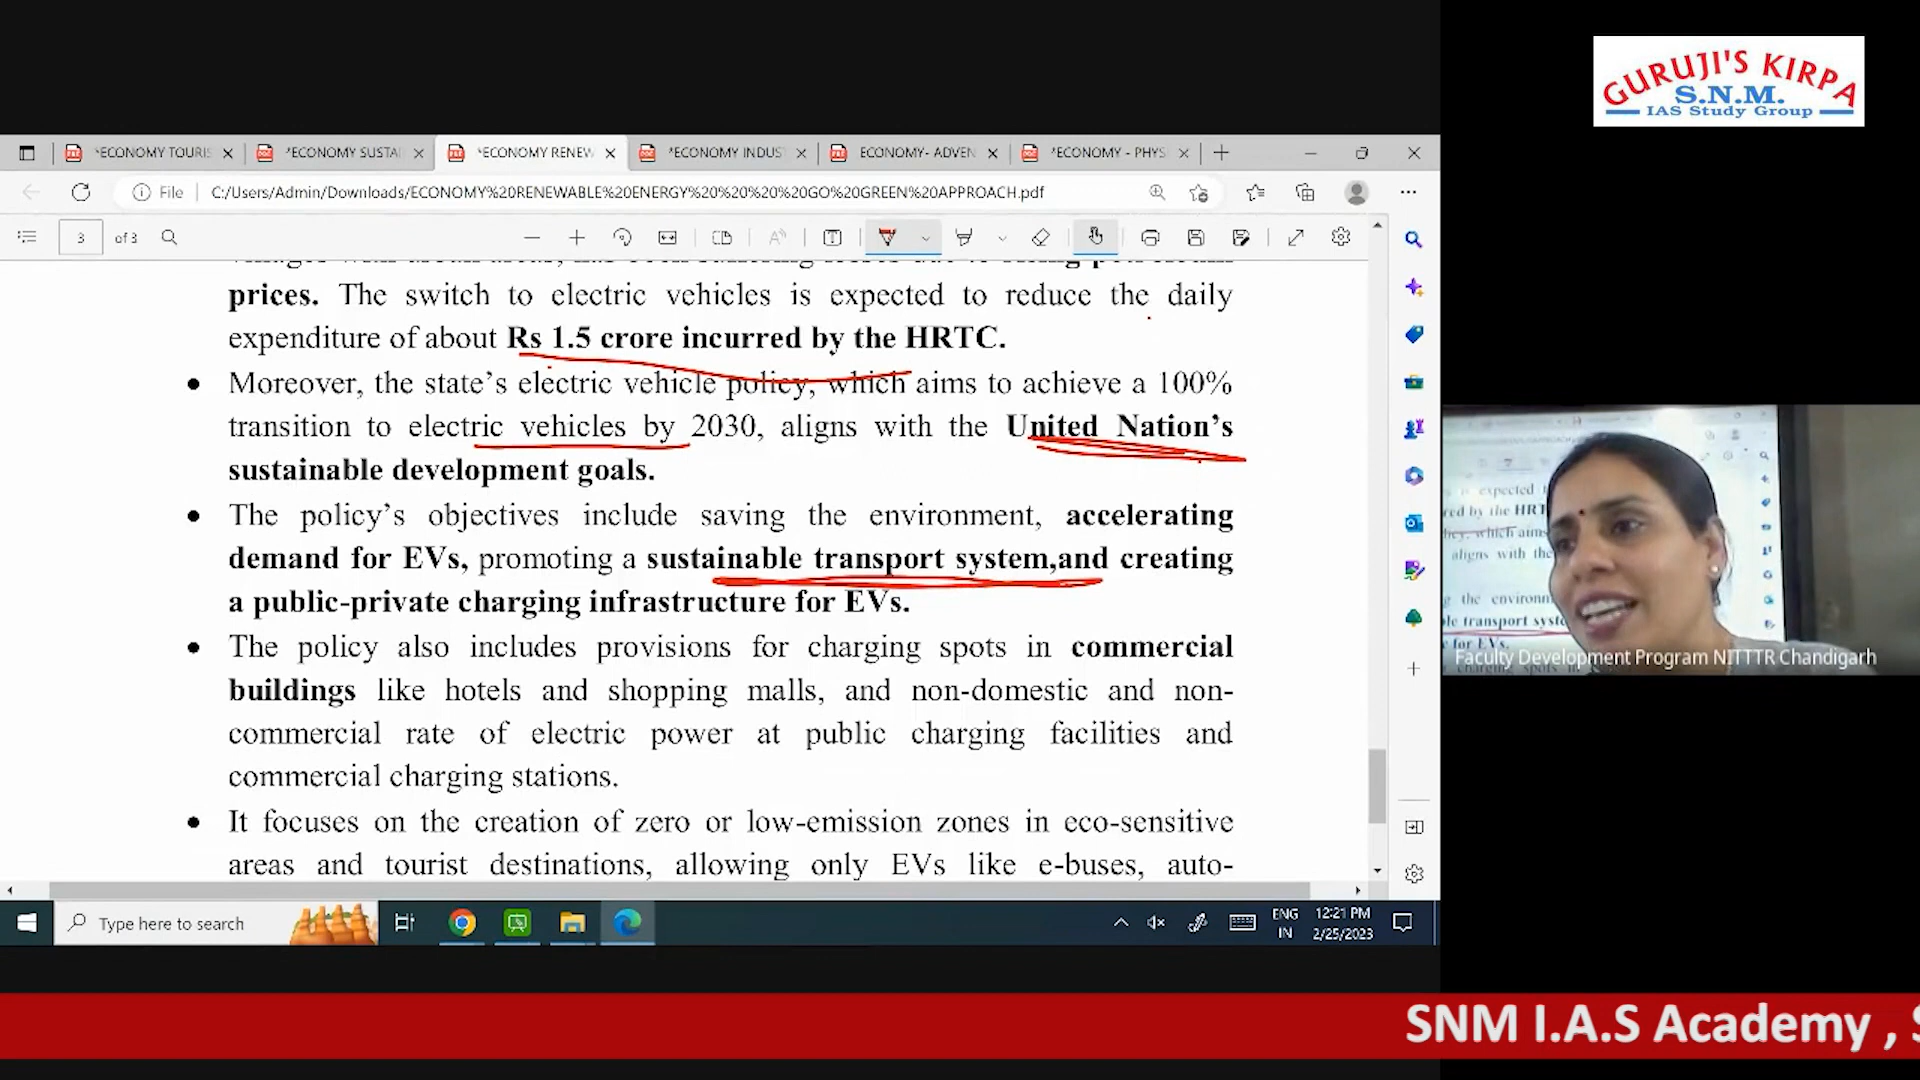 GURUJI'S KIRPA
S.N.M.
IAS Study Group
*ECONOMY TOURIS
*ECONOMY SUSTA
*ECONOMY RENEW
*ECONOMY INDUS
ECONOMY- ADVEN
*ECONOMY - PHYS
File
C:/Users/Admin/Downloads/ECONOMY%20RENEWABLE%20ENERGY%20%20%20%20GO%20GREEN%20APPROACH.pdf
3 of 3
prices. The switch to electric vehicles is expected to reduce the daily
expenditure of about Rs 1.5 crore incurred by the HRTC.
• Moreover, the state's electric vehicle policy, which aims to achieve a 100%
transition to electric vehicles by 2030, aligns with the United Nation's
sustainable development goals.
• The policy's objectives include saving the environment, accelerating
demand for EVs, promoting a sustainable transport system,and creating
a public-private charging infrastructure for EVs.
• The policy also includes provisions for charging spots in commercial
buildings like hotels and shopping malls, and non-domestic and non-
commercial rate of electric power at public charging facilities and
commercial charging stations.
• It focuses on the creation of zero or low-emission zones in eco-sensitive
areas and tourist destinations, allowing only EVs like e-buses, auto-
Faculty Development Program NITTTR Chandigarh
Type here to search
ENG
IN
12:21 PM
2/25/2023
SNM I.A.S Academy ,